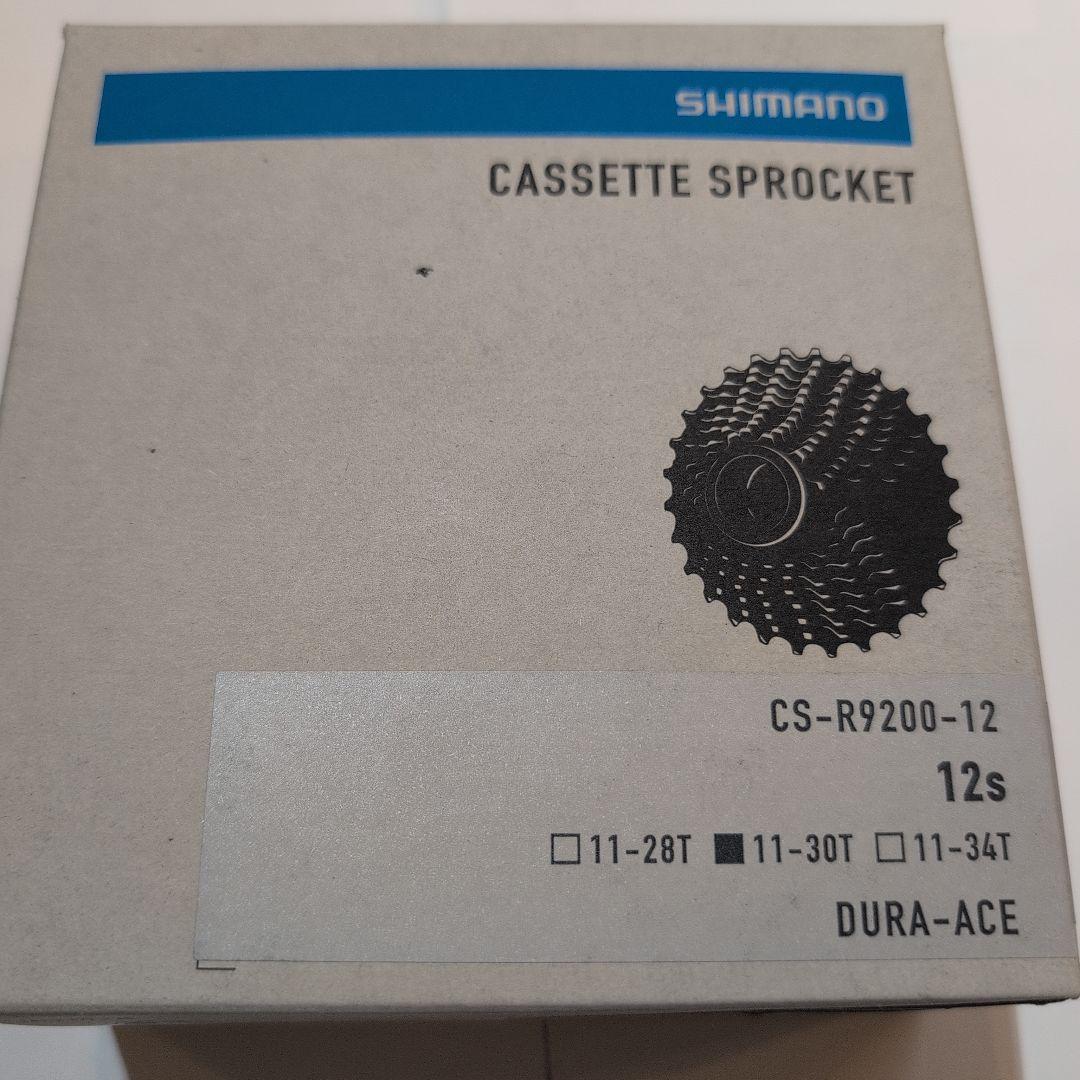 SHIMANO
CASSETTE SPROCKET
CS-R9200-12
12s
□11-28T ■11-30T □11-34T
DURA-ACE